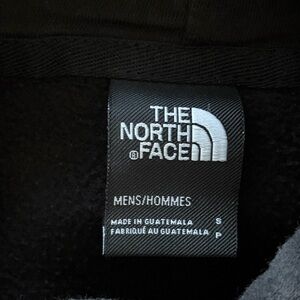 THE
NORTH
® FACE
MENS/HOMMES
MADE IN GUATEMALA S
FABRIQUÉ AU GUATEMALA P